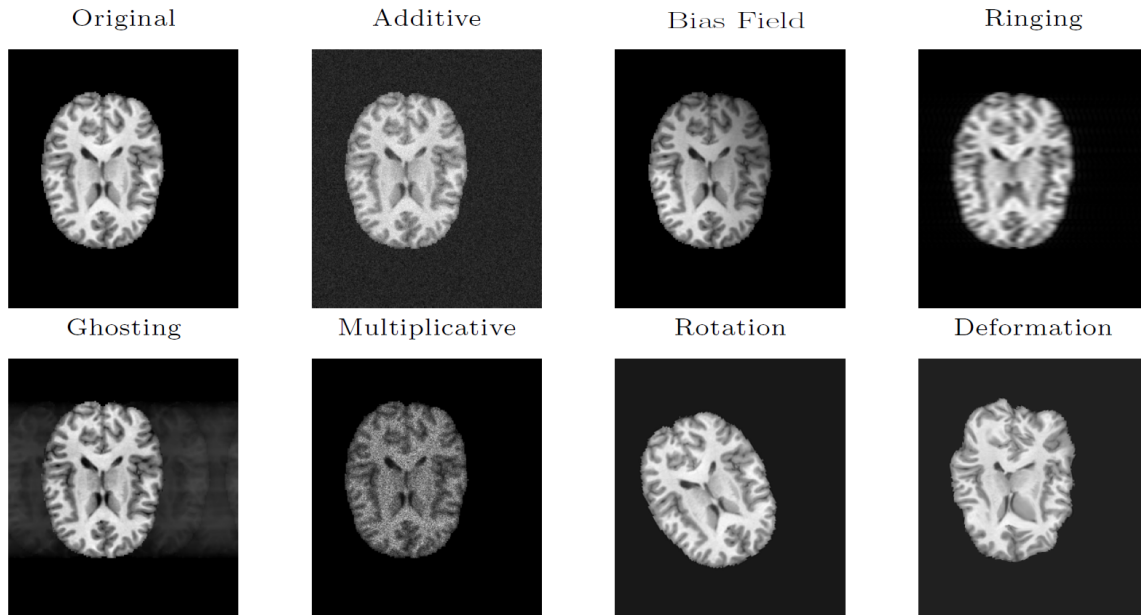 Original
Additive
Bias Field
Ringing
Ghosting
Multiplicative
Rotation
Deformation